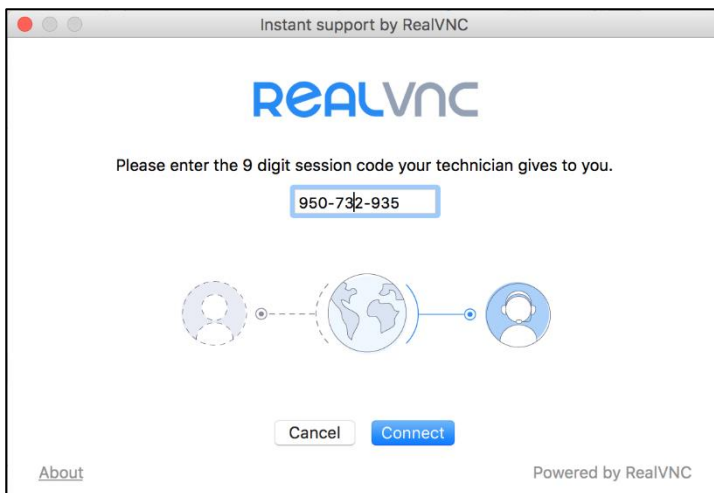 Instant support by RealVNC
REALVNC
Please enter the 9 digit session code your technician gives to you.
950-732-935
Cancel
Connect
About
Powered by RealVNC